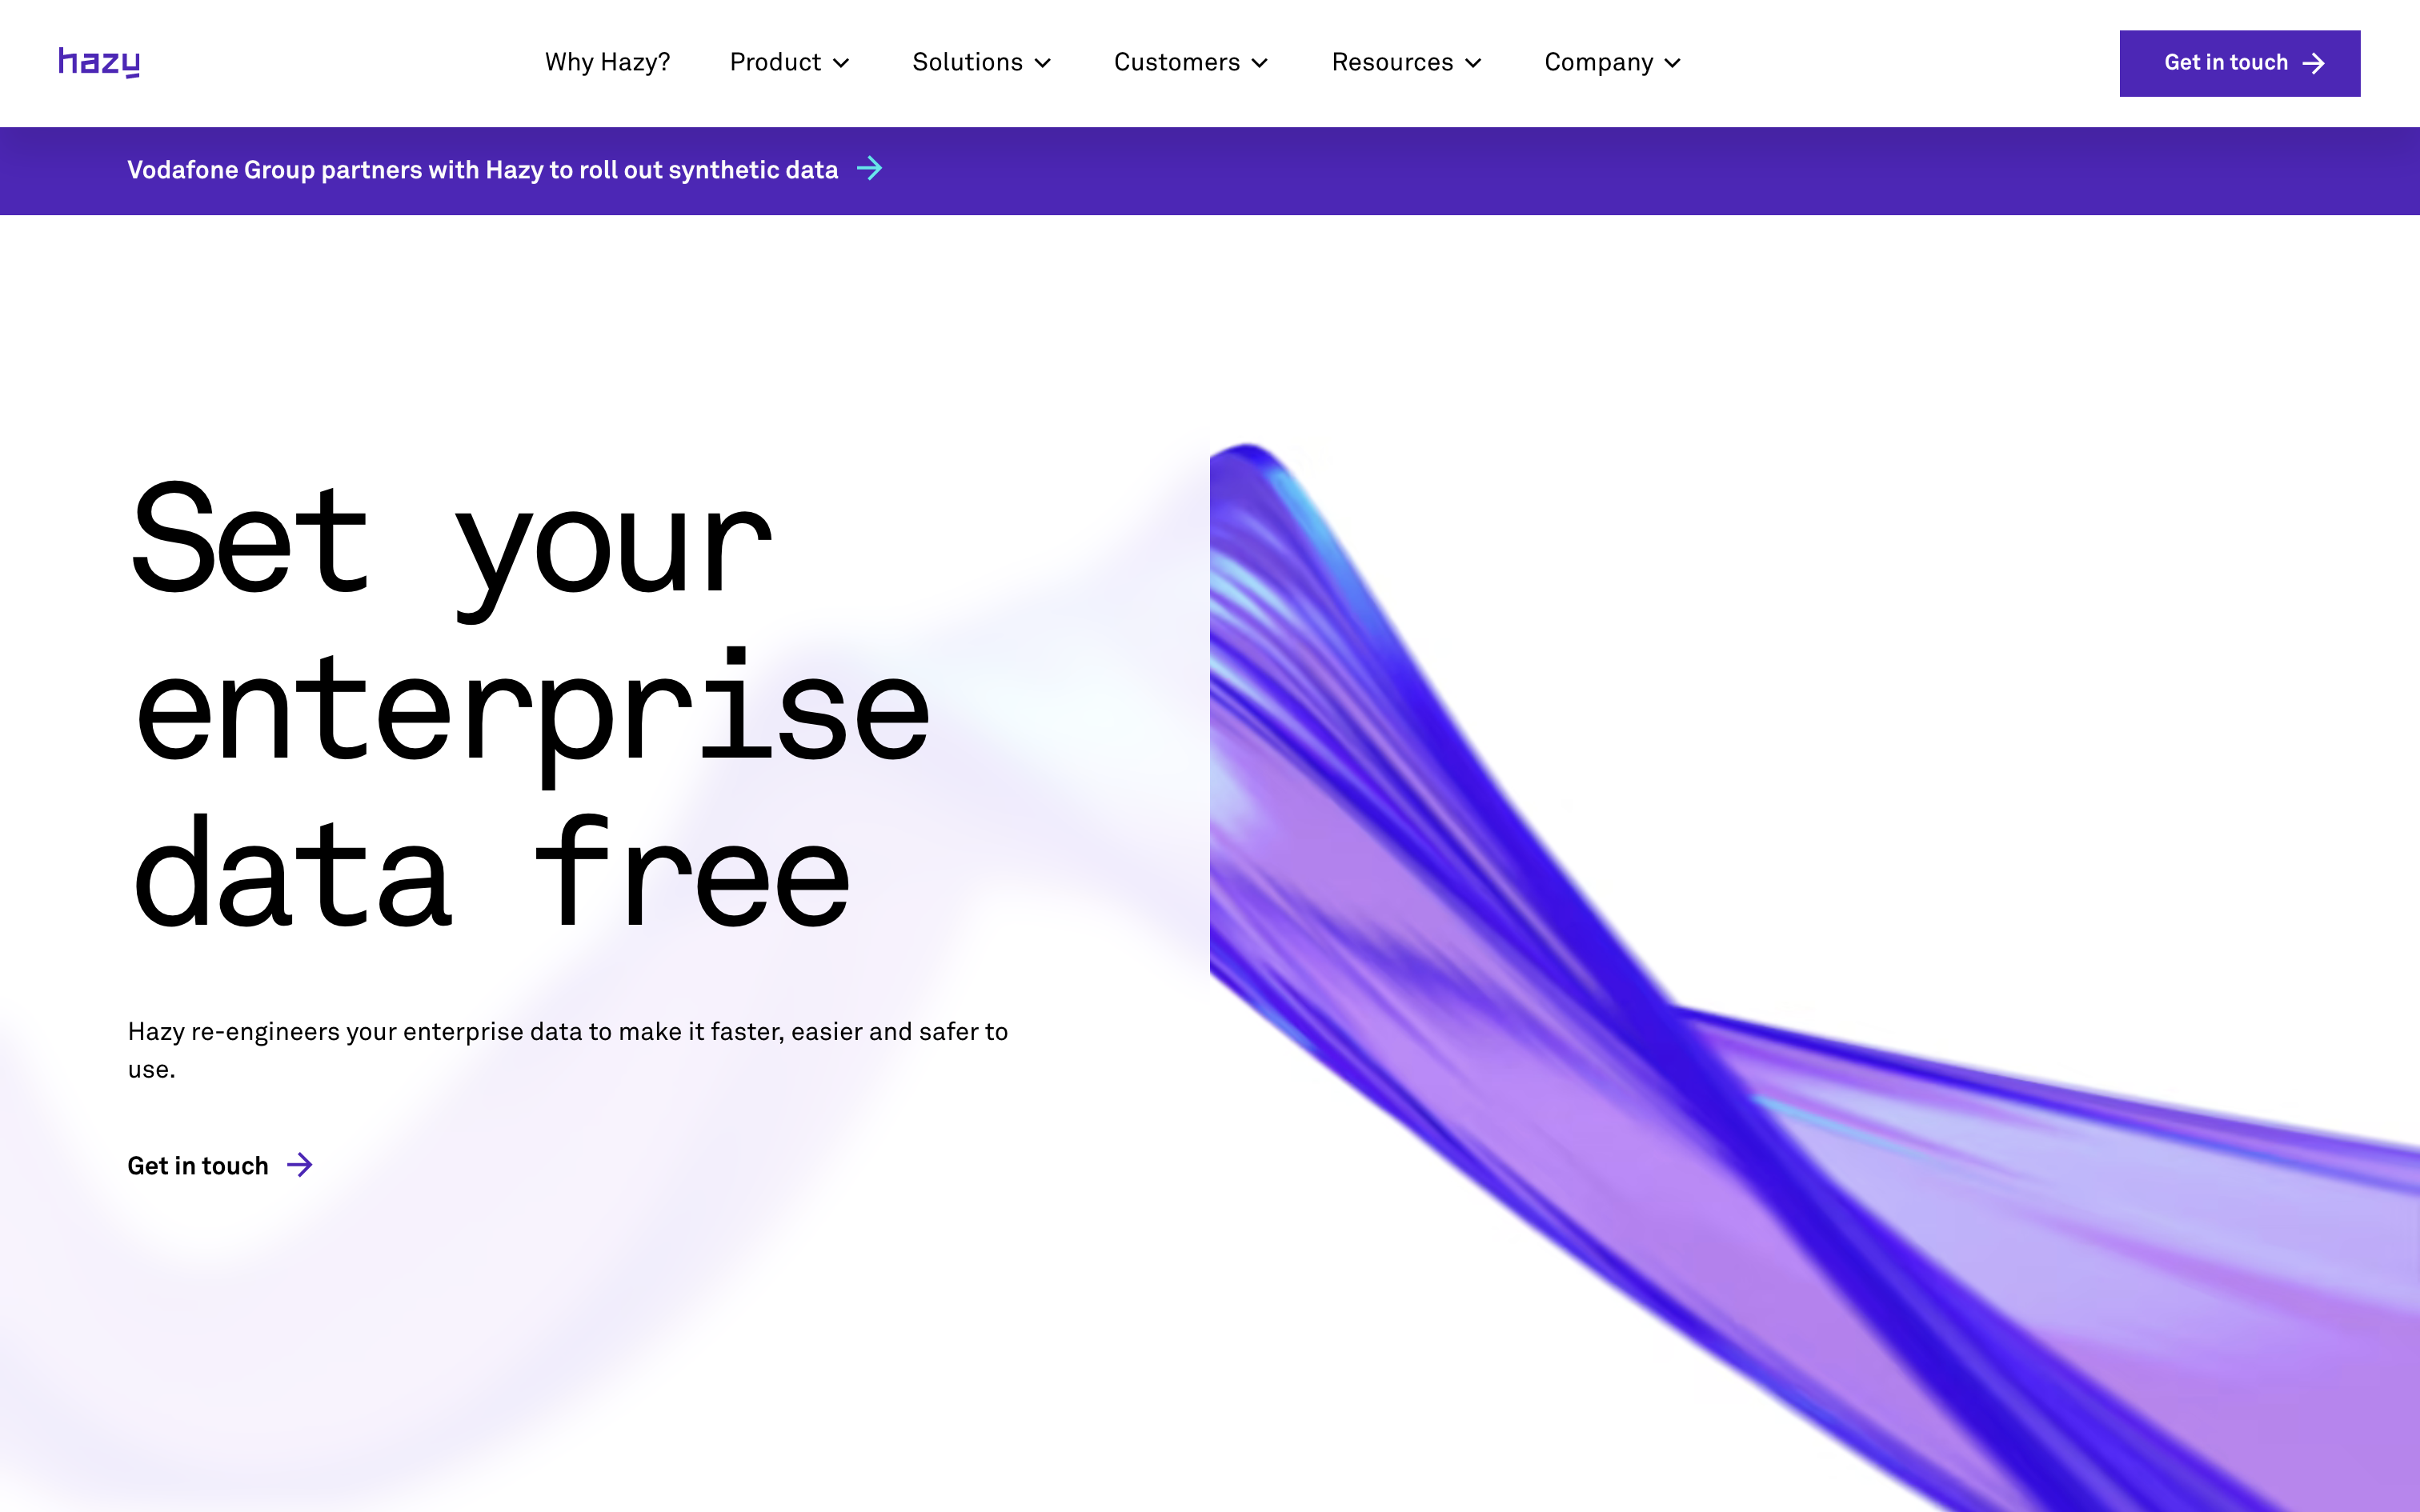 hazy
Why Hazy?
Product
Solutions
Customers
Resources
Company
Get in touch
Vodafone Group partners with Hazy to roll out synthetic data
Set your
enterprise
data free
Hazy re-engineers your enterprise data to make it faster, easier and safer to
use.
Get in touch